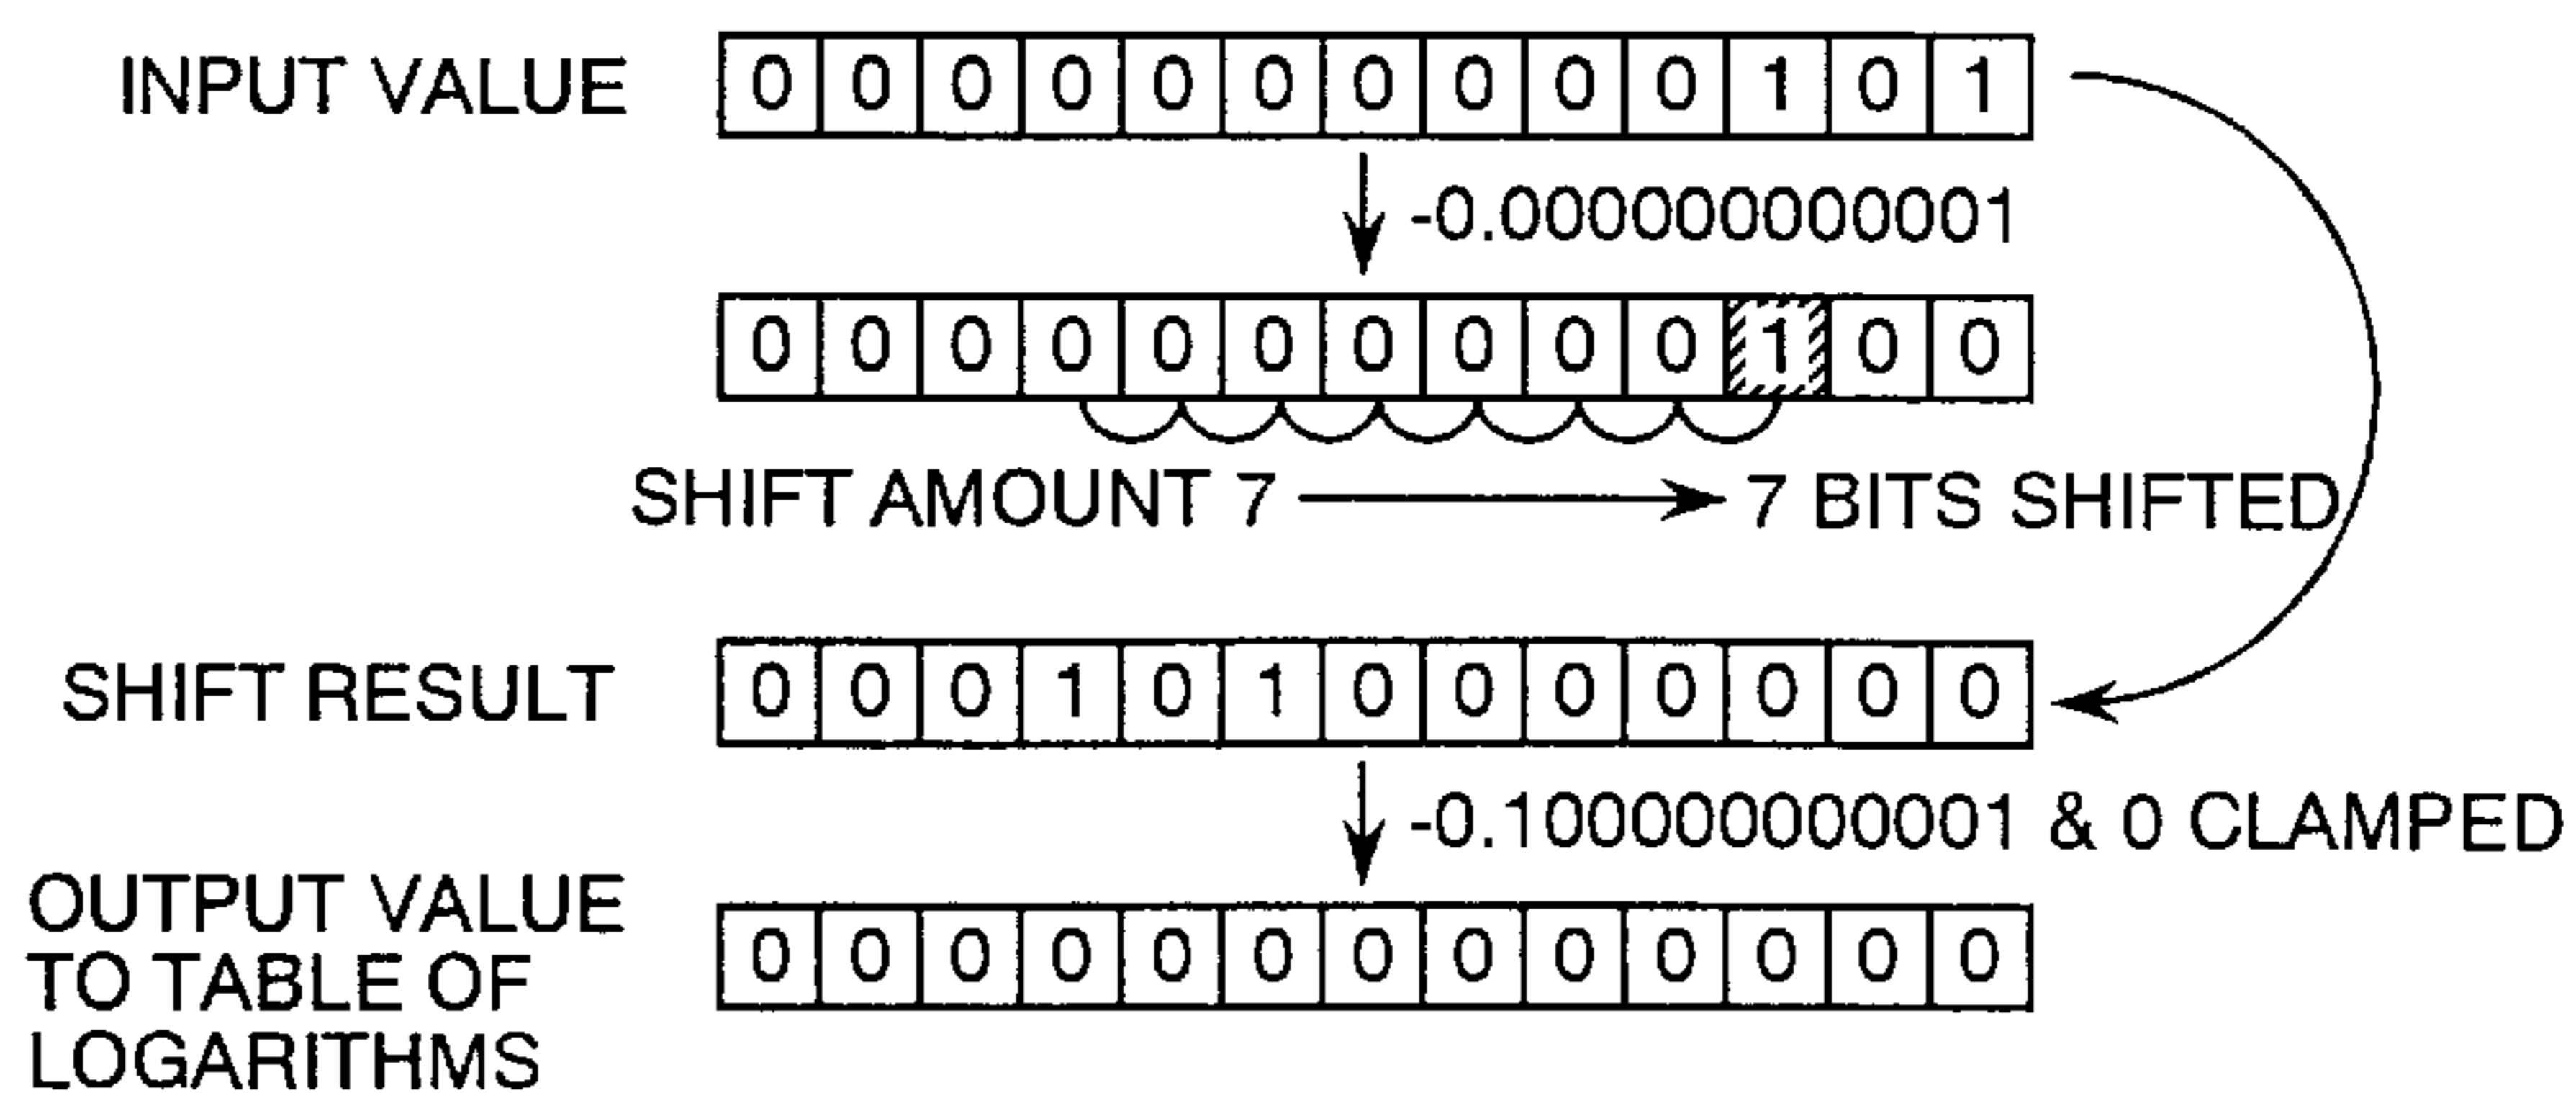 INPUT VALUE 0 0 0 0 0 0 0 0 0 0 1 0 1
-0.000000000001
0 0 0 0 0 0 0 0 0 0 1 0 0
SHIFT AMOUNT 7 7 BITS SHIFTED
SHIFT RESULT 0 0 0 1 0 1 0 0 0 0 0 0 0
-0.100000000001 & 0 CLAMPED
OUTPUT VALUE
TO TABLE OF
LOGARITHMS
0 0 0 0 0 0 0 0 0 0 0 0 0